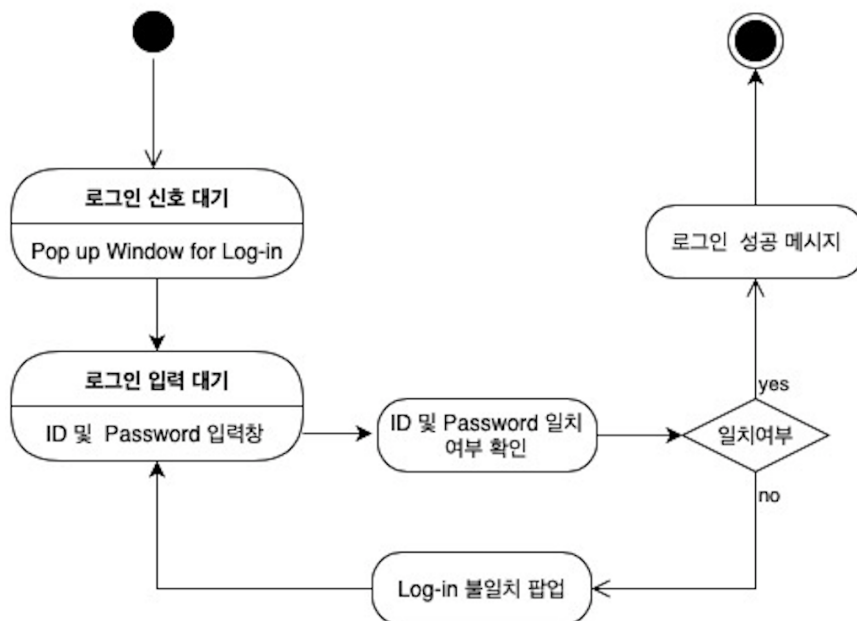 로그인 신호 대기
Pop up Window for Log-in
로그인 성공 메시지
로그인 입력 대기
ID 및 Password 입력창
ID 및 Password 일치
여부 확인
yes
일치여부
no
Log-in 불일치 팝업